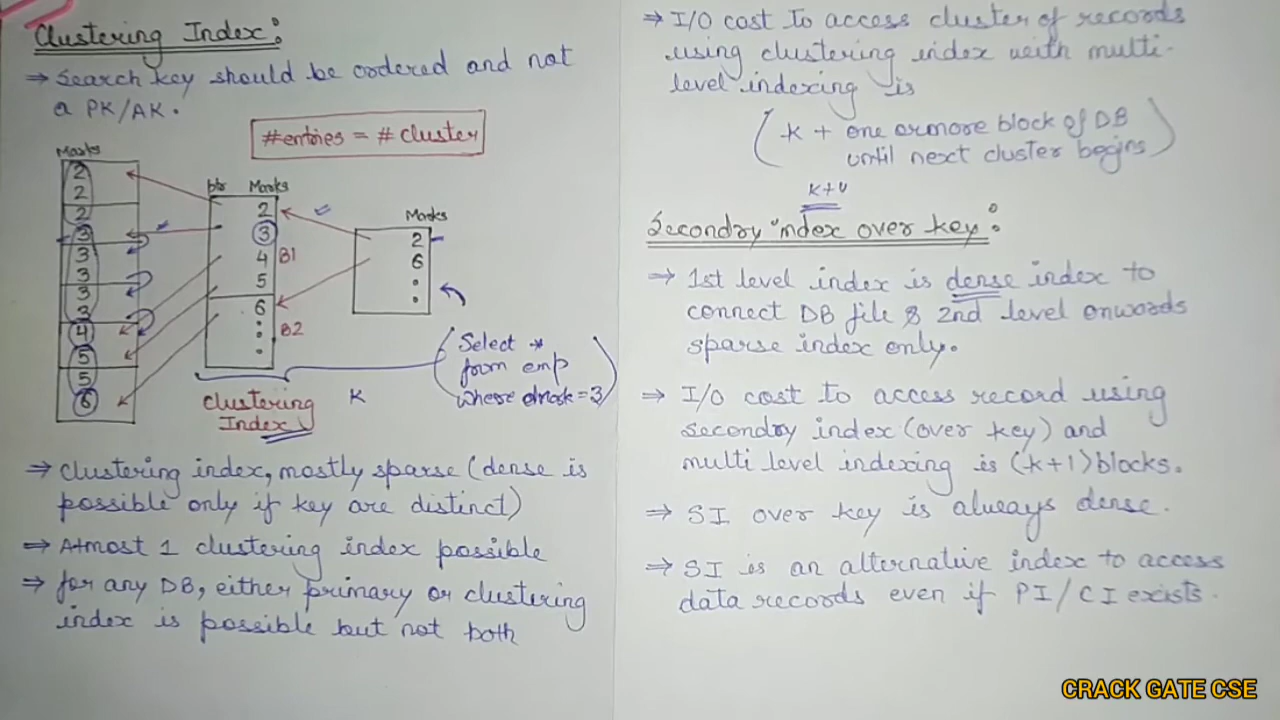 Clustering Index:
⇒ Search key should be ordered and not
a PK/AK.
#entries = # cluster
Marks
2
2
2
3
3
3
3
3
4
5
5
6
Marks
2
3
4
5
B1
6
B2
Marks
2
6
Select *
from emp
where
Clustering
Index
K
⇒ Clustering index, mostly sparse (dense is
possible only if key are distinct)
⇒ Atmost 1 clustering index possible
⇒ for any DB, either primary or clustering
index is possible but not both
⇒ I/O cost to access cluster of records
using clustering index with multi-
level indexing is
(K + one or more block of DB
until next cluster begins)
Secondry index over key:
⇒ 1st level index is dense index to
connect DB file & 2nd level onwords
sparse index only.
⇒ I/O cost to access record using
secondry index (over key) and
multi level indexing is (k+1) blocks.
⇒ SI over key is always dense.
⇒ SI is an alternative index to access
data records even if PI/CI exists.
CRACK GATE CSE